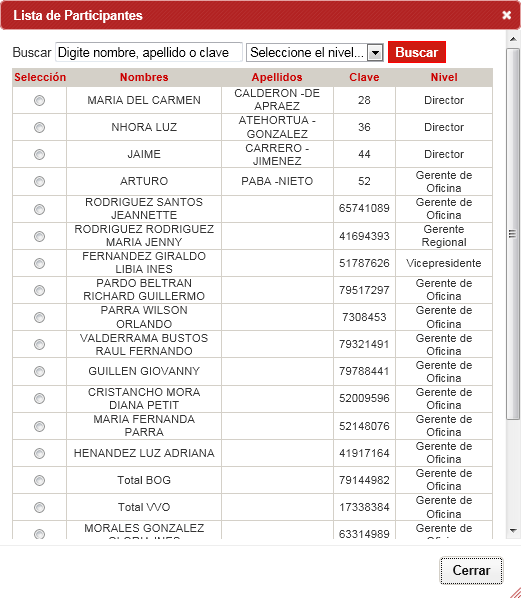 Lista de Participantes
Buscar Digite nombre, apellido o clave Seleccione el nivel... Buscar
Selección Nombres Apellidos Clave Nivel
MARIA DEL CARMEN CALDERON -DE APRAEZ 28 Director
NHORA LUZ ATEHORTUA - GONZALEZ 36 Director
JAIME CARRERO - JIMENEZ 44 Director
ARTURO PABA -NIETO 52 Gerente de Oficina
RODRIGUEZ SANTOS JEANNETTE 65741089 Gerente de Oficina
RODRIGUEZ RODRIGUEZ MARIA JENNY 41694393 Gerente Regional
FERNANDEZ GIRALDO LIBIA INES 51787626 Vicepresidente
PARDO BELTRAN RICHARD GUILLERMO 79517297 Gerente de Oficina
PARRA WILSON ORLANDO 7308453 Gerente de Oficina
VALDERRAMA BUSTOS RAUL FERNANDO 79321491 Gerente de Oficina
GUILLEN GIOVANNY 79788441 Gerente de Oficina
CRISTANCHO MORA DIANA PETIT 52009596 Gerente de Oficina
MARIA FERNANDA PARRA 52148076 Gerente de Oficina
HENANDEZ LUZ ADRIANA 41917164 Gerente de Oficina
Total BOG 79144982 Gerente de Oficina
Total VVO 17338384 Gerente de Oficina
MORALES GONZALEZ GLORIA INES 63314989 Gerente de Oficina
Cerrar